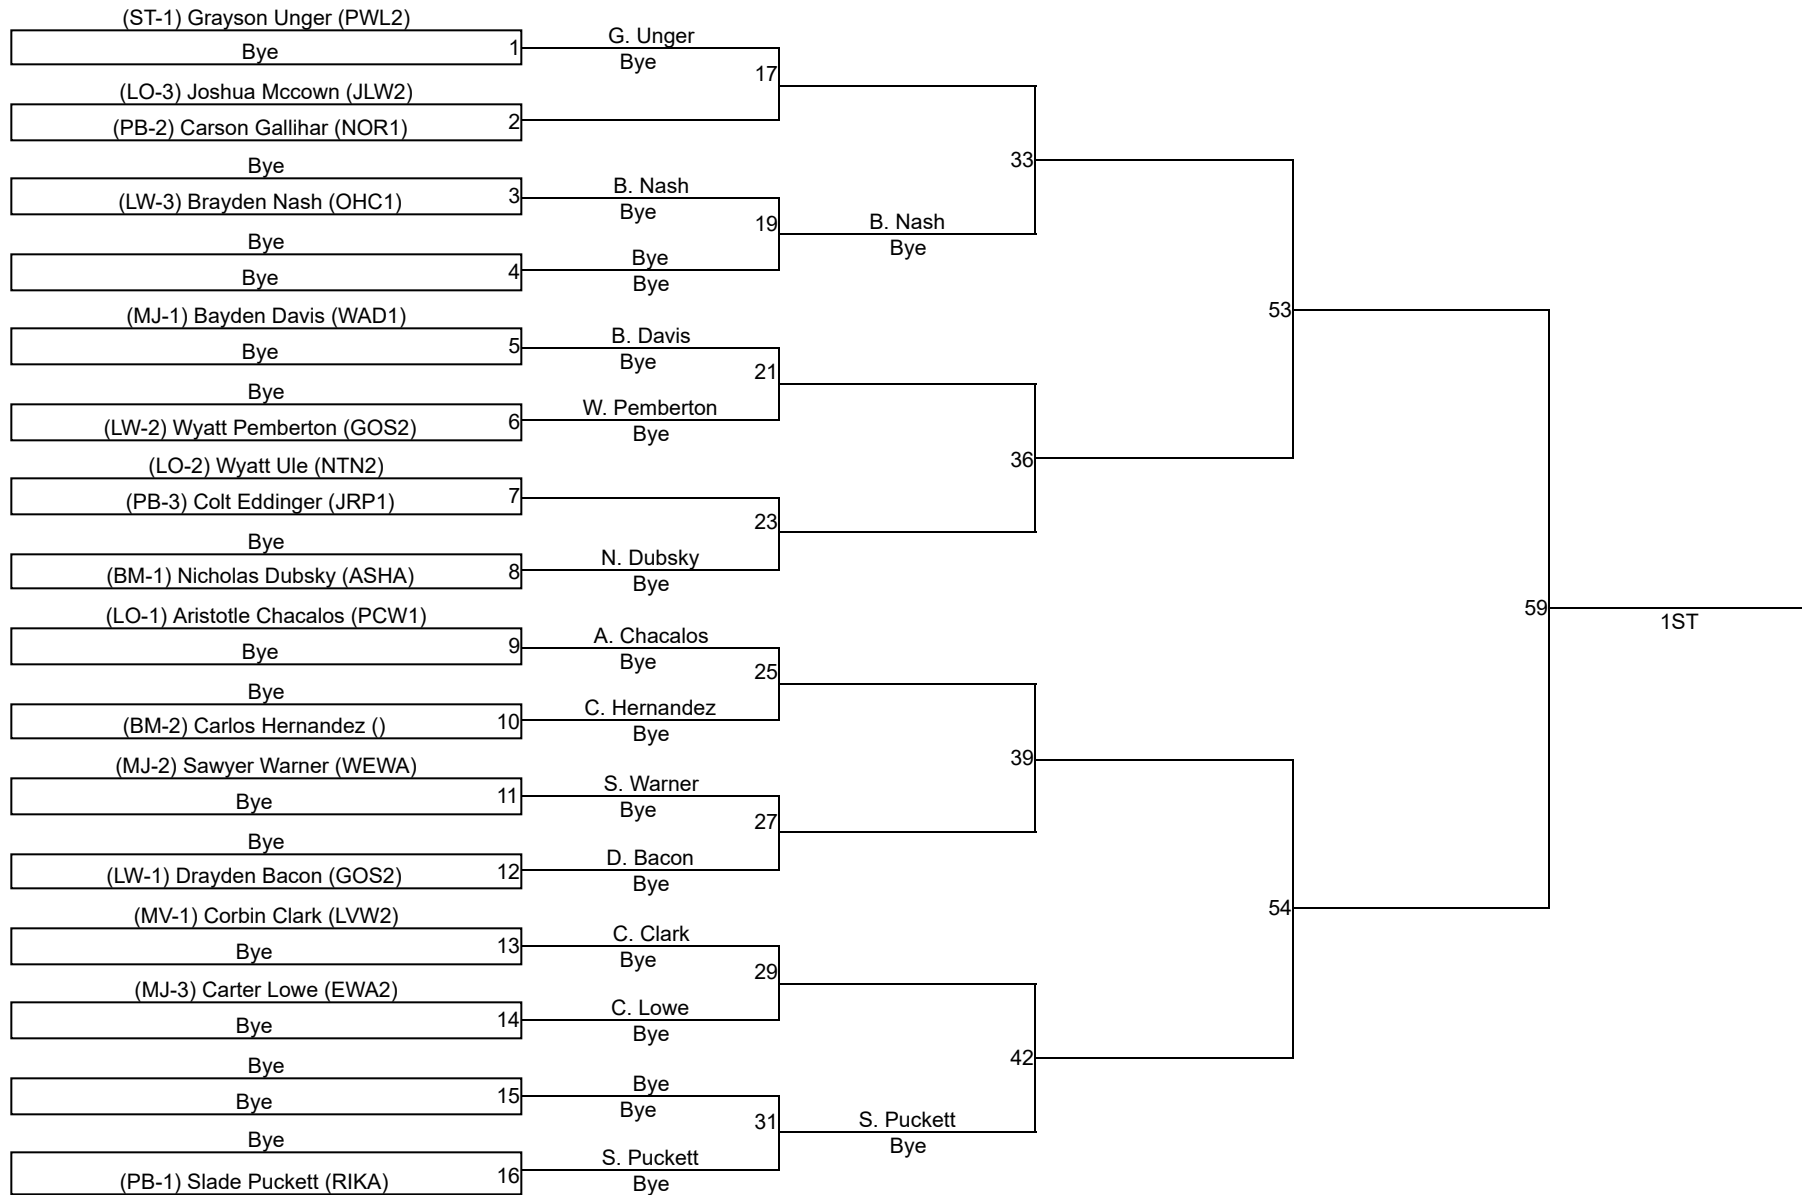 (ST-1) Grayson Unger (PWL2)
Bye
1
(LO-3) Joshua Mccown (JLW2)
(PB-2) Carson Gallihar (NOR1)
2
Bye
(LW-3) Brayden Nash (OHC1)
3
Bye
Bye
4
(MJ-1) Bayden Davis (WAD1)
Bye
5
Bye
(LW-2) Wyatt Pemberton (GOS2)
6
(LO-2) Wyatt Ule (NTN2)
(PB-3) Colt Eddinger (JRP1)
7
Bye
(BM-1) Nicholas Dubsky (ASHA)
8
(LO-1) Aristotle Chacalos (PCW1)
Bye
9
Bye
(BM-2) Carlos Hernandez ()
10
(MJ-2) Sawyer Warner (WEWA)
Bye
11
Bye
(LW-1) Drayden Bacon (GOS2)
12
(MV-1) Corbin Clark (LVW2)
Bye
13
(MJ-3) Carter Lowe (EWA2)
Bye
14
Bye
Bye
15
Bye
(PB-1) Slade Puckett (RIKA)
16
G. Unger
Bye
17
B. Nash
Bye
19
Bye
Bye
B. Davis
Bye
21
W. Pemberton
Bye
23
N. Dubsky
Bye
A. Chacalos
Bye
25
C. Hernandez
Bye
S. Warner
Bye
27
D. Bacon
Bye
C. Clark
Bye
29
C. Lowe
Bye
Bye
Bye
31
S. Puckett
Bye
33
B. Nash
Bye
36
39
42
S. Puckett
Bye
53
54
59
1ST